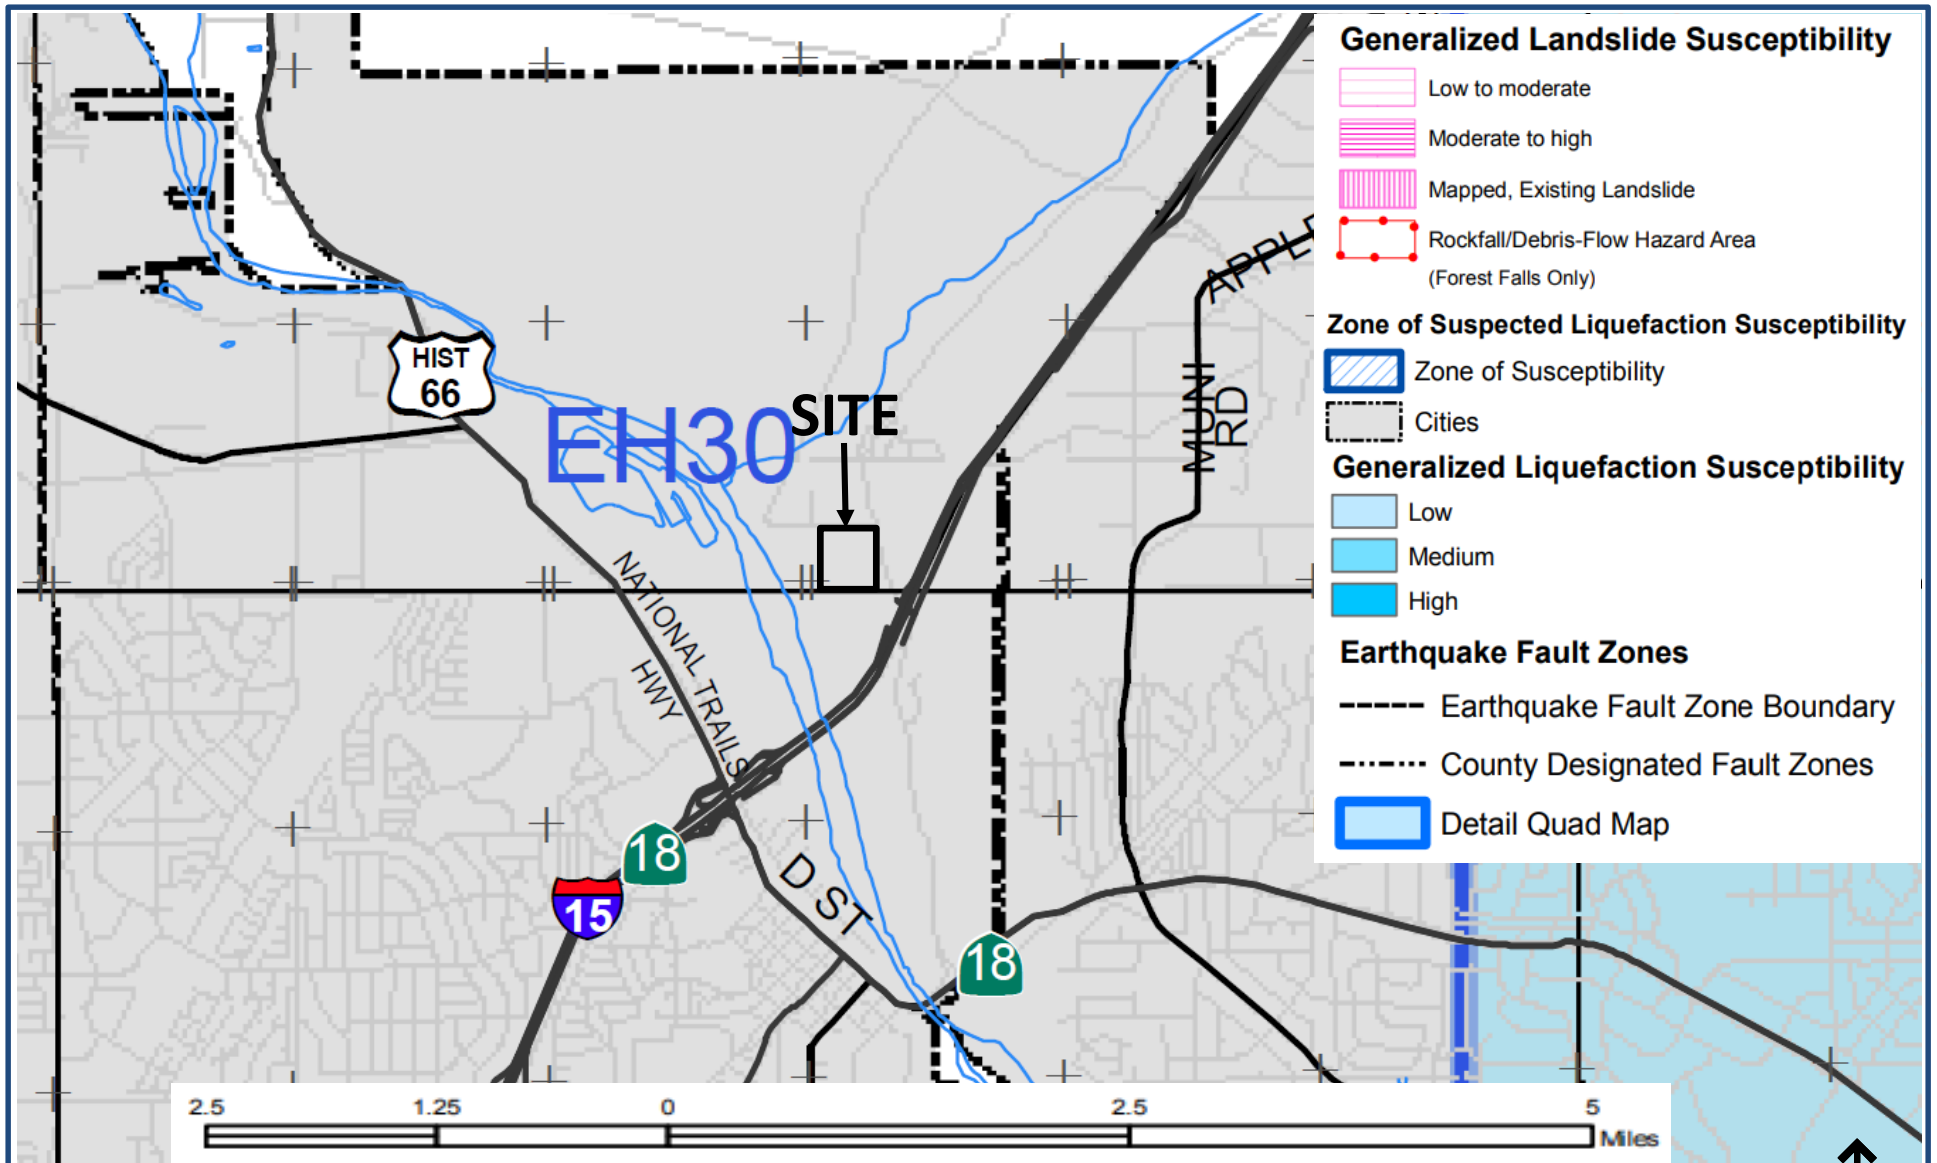 Generalized Landslide Susceptibility
Low to moderate
Moderate to high
Mapped, Existing Landslide
Rockfall/Debris-Flow Hazard Area
(Forest Falls Only)
Zone of Suspected Liquefaction Susceptibility
Zone of Susceptibility
Cities
Generalized Liquefaction Susceptibility
Low
Medium
High
Earthquake Fault Zones
Earthquake Fault Zone Boundary
County Designated Fault Zones
Detail Quad Map
HIST
66
EH30
SITE
MUNI
RD
NATIONAL TRAILS
HWY
18
15
D ST
18
2.5 1.25 0 2.5 5
Miles